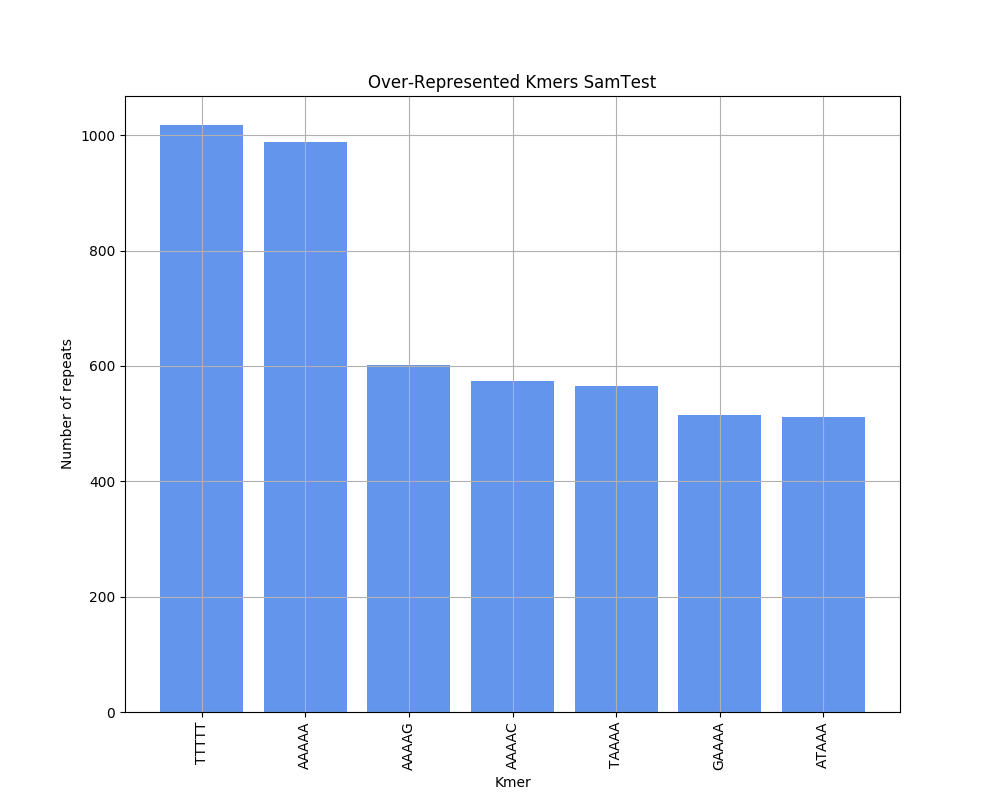 Over-Represented Kmers SamTest
Number of repeats
1000
800
600
400
200
0
TTTTT
AAAAA
AAAAG
AAAAC
TAAAA
GAAAA
ATAAA
Kmer